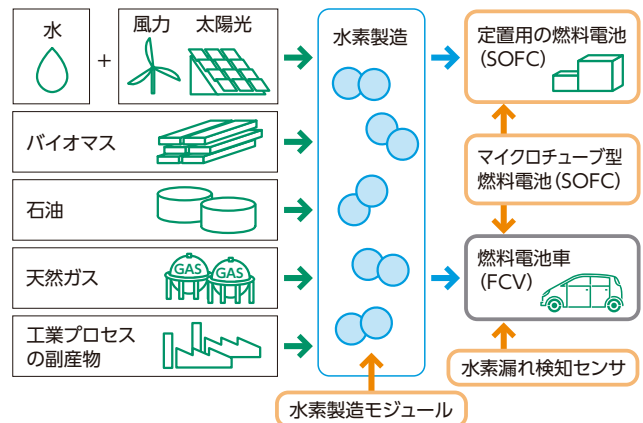 水
+
風力 太陽光
水素製造
定置用の燃料電池
(SOFC)
バイオマス
マイクロチューブ型
燃料電池(SOFC)
石油
天然ガス
GAS GAS
燃料電池車
(FCV)
工業プロセス
の副産物
水素漏れ検知センサ
水素製造モジュール